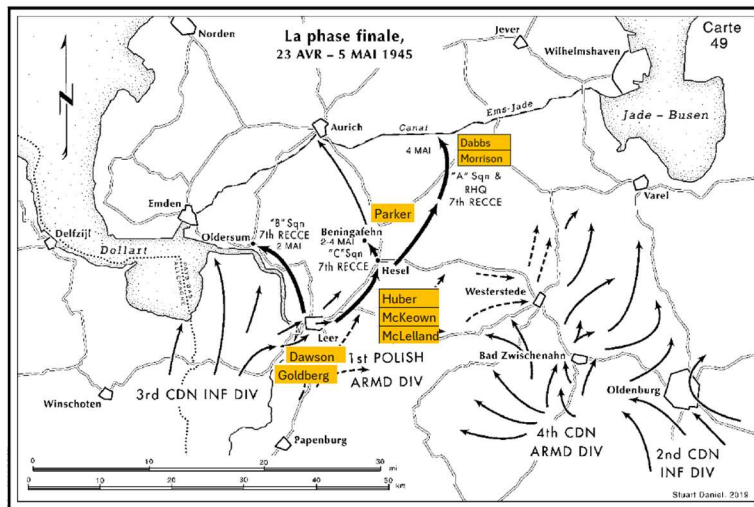 La phase finale,
23 AVR – 5 MAI 1945
Carte
49
Norden
Jever
Wilhelmshaven
Jade - Busen
Ems-Jade
Canal
Aurich
4 MAI
Dabbs
Morrison
"A" Sqn &
RHQ
7th RECCE
Varel
Emden
Parker
"B" Sqn
7th RECCE
2 MAI
Oldersum
Beningafehn
2-4 MAI
"C" Sqn
7th RECCE
Hesel
Delfzijl
Dollart
Westerstede
Huber
McKeown
McLelland
Leer
Dawson
Goldberg
1st POLISH
ARMD DIV
Bad Zwischenahn
Oldenburg
3rd CDN INF DIV
Winschoten
Papenburg
4th CDN
ARMD DIV
2nd CDN
INF DIV
0 10 20 30
mi
0 10 20 30 40 50
km
Stuart Daniel, 2019
N